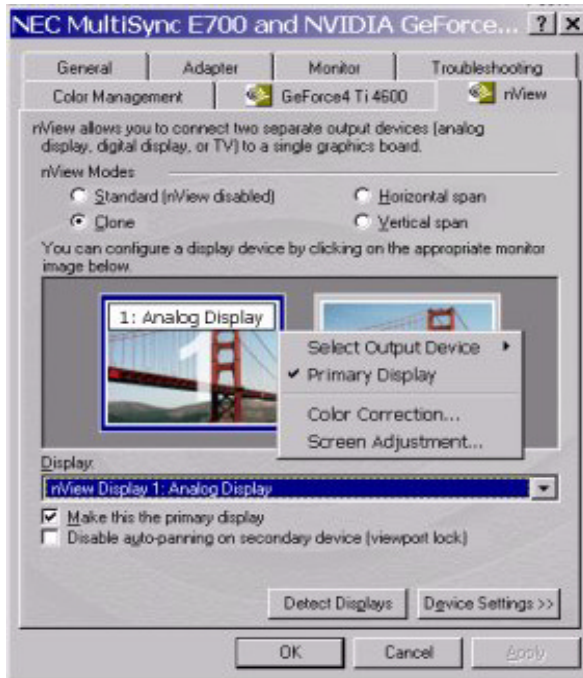 NEC MultiSync E700 and NVIDIA GeForce... ? ×
General Adapter Monitor Troubleshooting
Color Management GeForce4 Ti 4600 nView
nView allows you to connect two separate output devices (analog
display, digital display, or TV) to a single graphics board.
nView Modes
Standard (nView disabled) Horizontal span
Clone Vertical span
You can configure a display device by clicking on the appropriate monitor
image below.
1: Analog Display
1
Select Output Device
Primary Display
Color Correction...
Screen Adjustment...
Display:
nView Display 1: Analog Display
Make this the primary display
Disable auto-panning on secondary device (viewport lock)
Detect Displays Device Settings >>
OK Cancel Apply